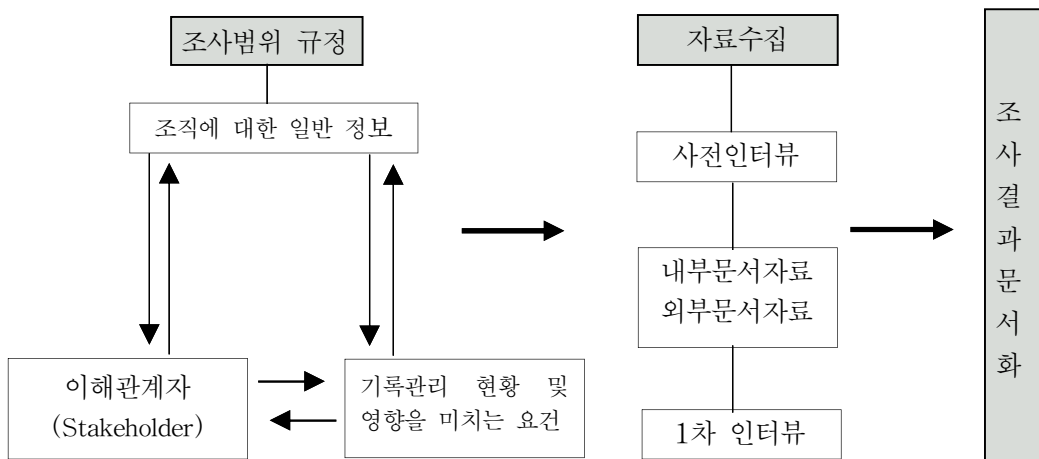 조사범위 규정
조직에 대한 일반 정보
이해관계자
(Stakeholder)
기록관리 현황 및
영향을 미치는 요건
자료수집
사전인터뷰
내부문서자료
외부문서자료
1차 인터뷰
조
사
결
과
문
서
화